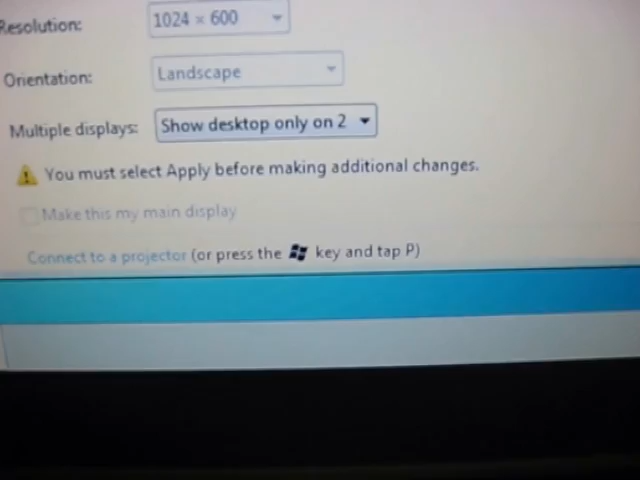 Resolution: 1024 × 600
Orientation: Landscape
Multiple displays: Show desktop only on 2
You must select Apply before making additional changes.
Make this my main display
Connect to a projector (or press the key and tap P)